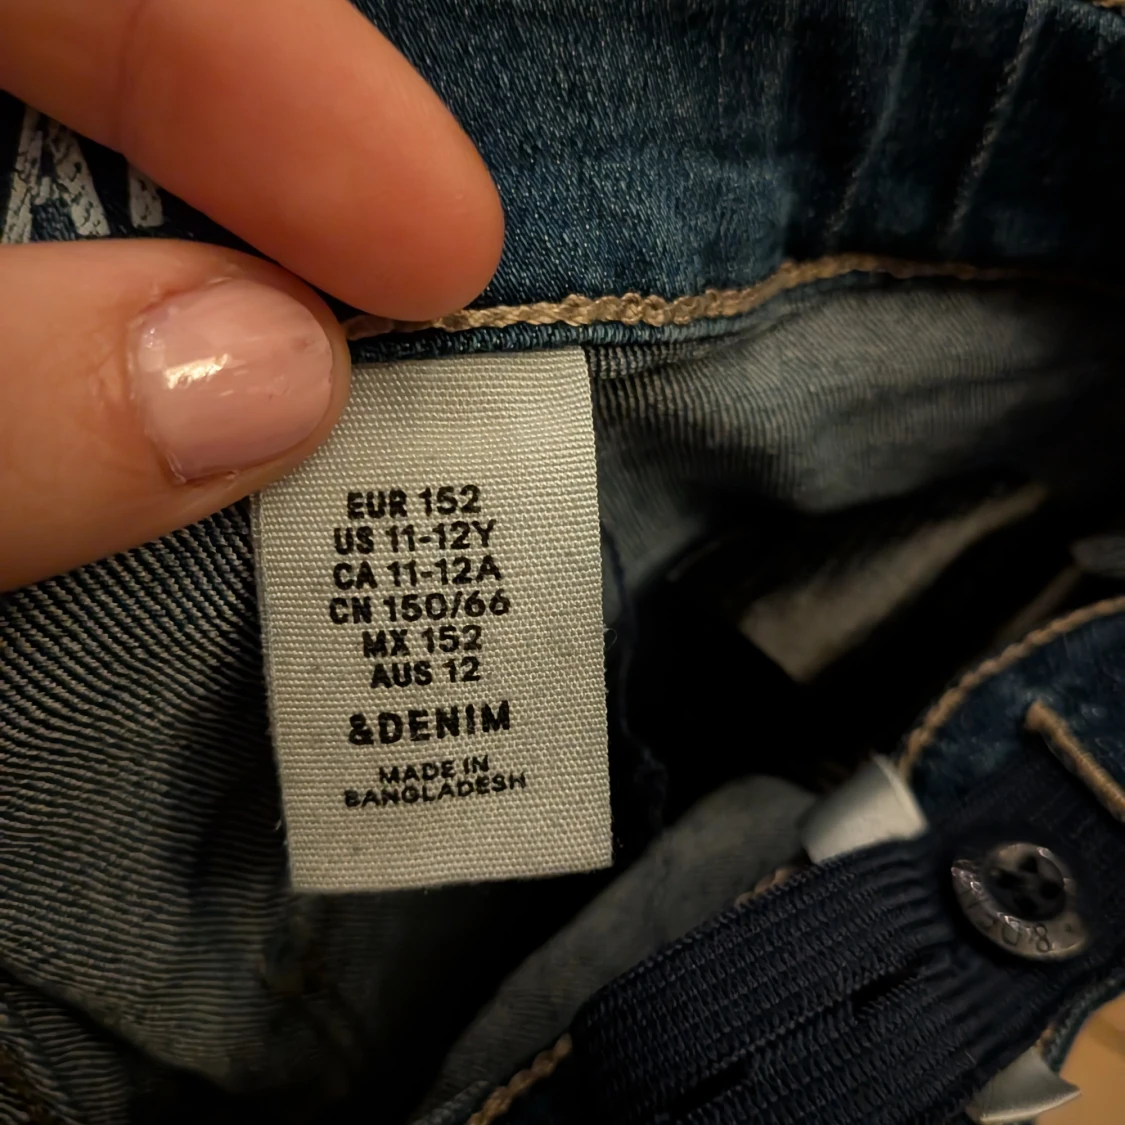 EUR 152
US 11-12Y
CA 11-12A
CN 150/66
MX 152
AUS 12
&DENIM
MADE IN
BANGLADESH